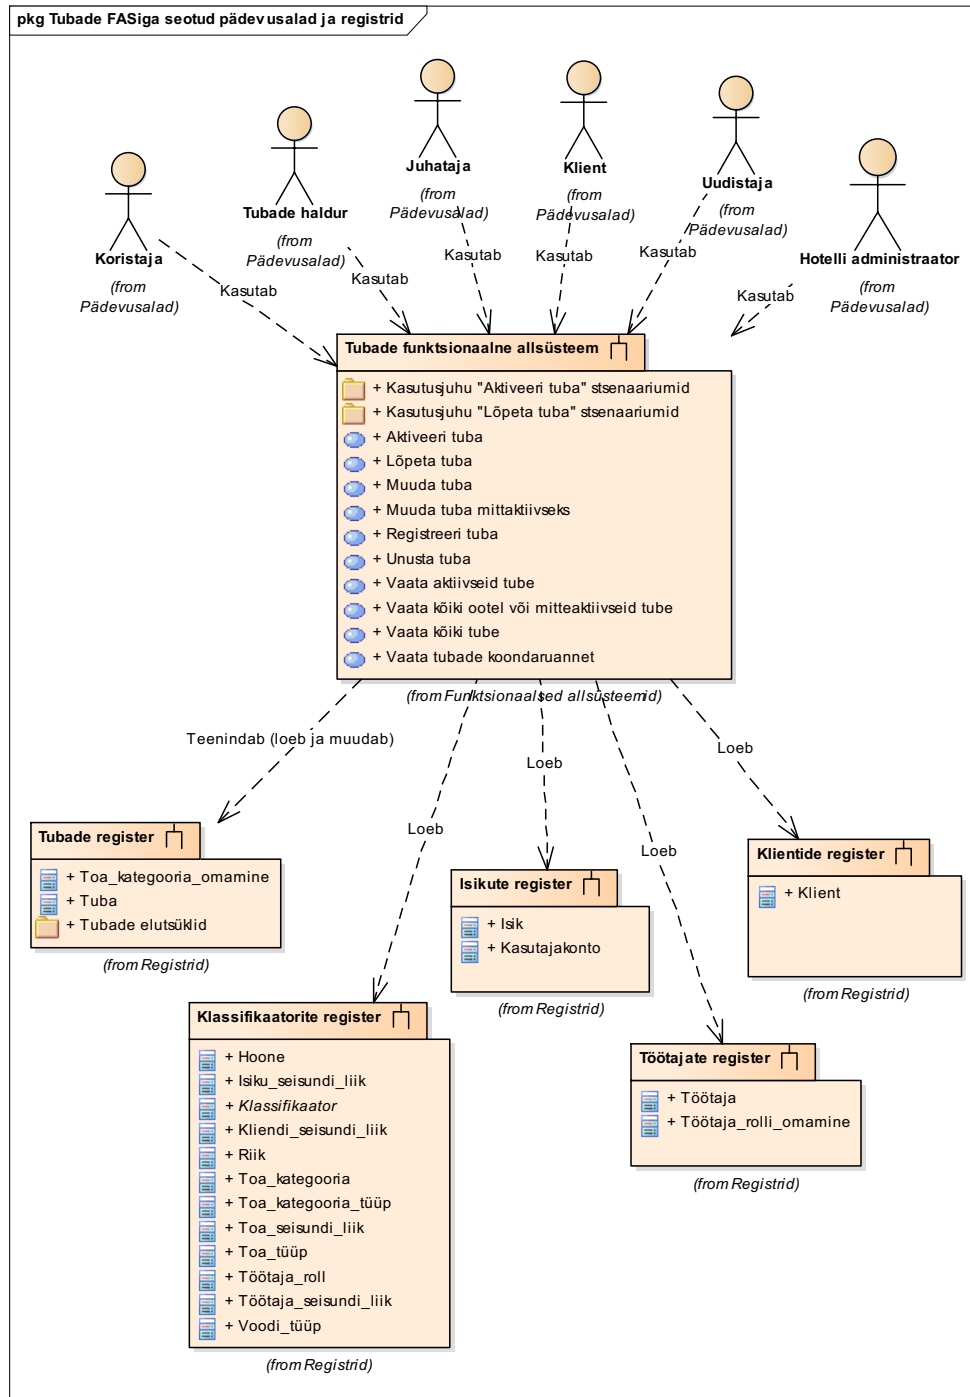 pkg Tubade FASiga seotud pädevusalad ja registrid
Juhataja
(from Pädevusalad)
Klient
(from Pädevusalad)
Uudistaja
(from Pädevusalad)
Tubade haldur
(from Pädevusalad)
Koristaja
(from Pädevusalad)
Hotelli administraator
(from Pädevusalad)
Kasutab
Kasutab
Kasutab
Kasutab
Kasutab
Kasutab
Tubade funktsionaalne allsüsteem
+ Kasutusjuhu "Aktiveeri tuba" stsenaariumid
+ Kasutusjuhu "Lõpeta tuba" stsenaariumid
+ Aktiveeri tuba
+ Lõpeta tuba
+ Muuda tuba
+ Muuda tuba mittaktiivseks
+ Registreeri tuba
+ Unusta tuba
+ Vaata aktiivseid tube
+ Vaata kõiki ootel või mitteaktiivseid tube
+ Vaata kõiki tube
+ Vaata tubade koondaruannet
(from Funktsionaalsed allsüsteemid)
Teenindab (loeb ja muudab)
Loeb
Loeb
Loeb
Loeb
Tubade register
+ Toa_kategooria_omamine
+ Tuba
+ Tubade elutsüklid
(from Registrid)
Klientide register
+ Klient
(from Registrid)
Isikute register
+ Isik
+ Kasutajakonto
(from Registrid)
Klassifikaatorite register
+ Hoone
+ Isiku_seisundi_liik
+ Klassifikaator
+ Kliendi_seisundi_liik
+ Riik
+ Toa_kategooria
+ Toa_kategooria_tüüp
+ Toa_seisundi_liik
+ Toa_tüüp
+ Töötaja_roll
+ Töötaja_seisundi_liik
+ Voodi_tüüp
(from Registrid)
Töötajate register
+ Töötaja
+ Töötaja_rolli_omamine
(from Registrid)